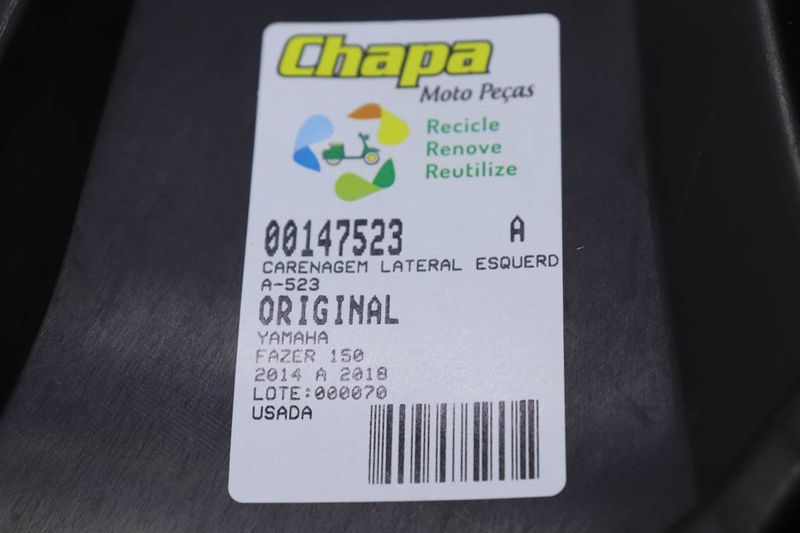 Chapa
Moto Peças
Recicle
Renove
Reutilize
00147523 A
CARENAGEM LATERAL ESQUERD
A-523
ORIGINAL
YAMAHA
FAZER 150
2014 A 2018
LOTE:000070
USADA